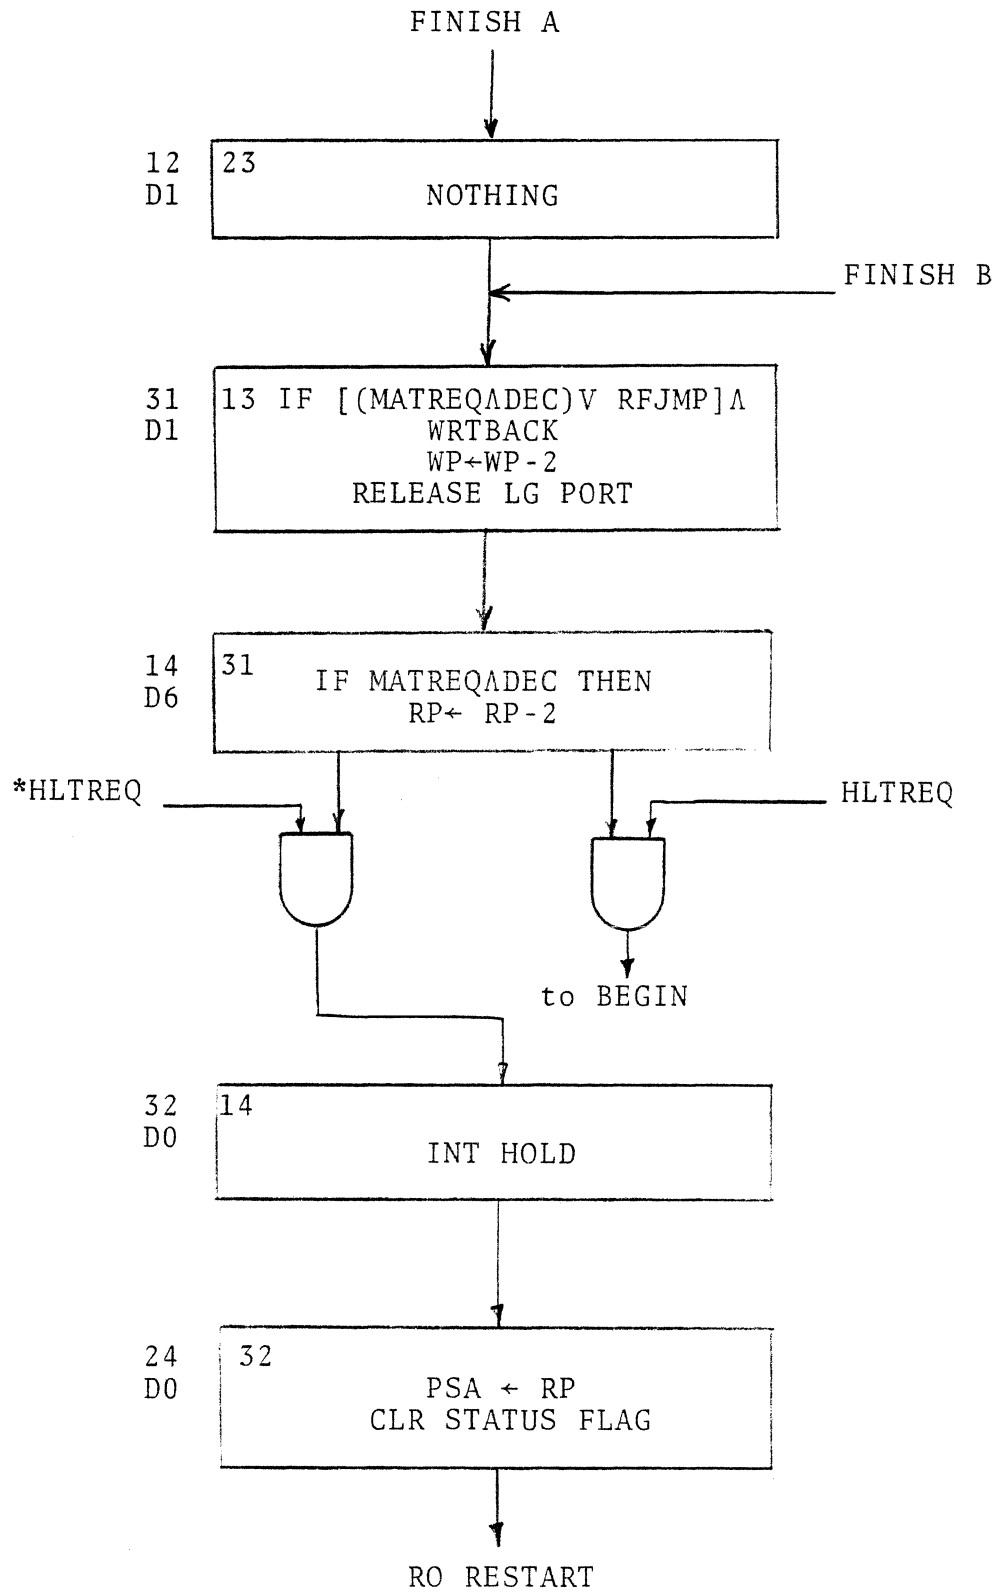 FINISH A
12
D1
23
NOTHING
FINISH B
31
D1
13 IF [(MATREQΛDEC)V RFJMP]Λ
WRTBACK
WP←WP-2
RELEASE LG PORT
14
D6
31
IF MATREQΛDEC THEN
RP← RP-2
*HLTREQ
HLTREQ
to BEGIN
32
D0
14
INT HOLD
24
D0
32
PSA ← RP
CLR STATUS FLAG
RO RESTART